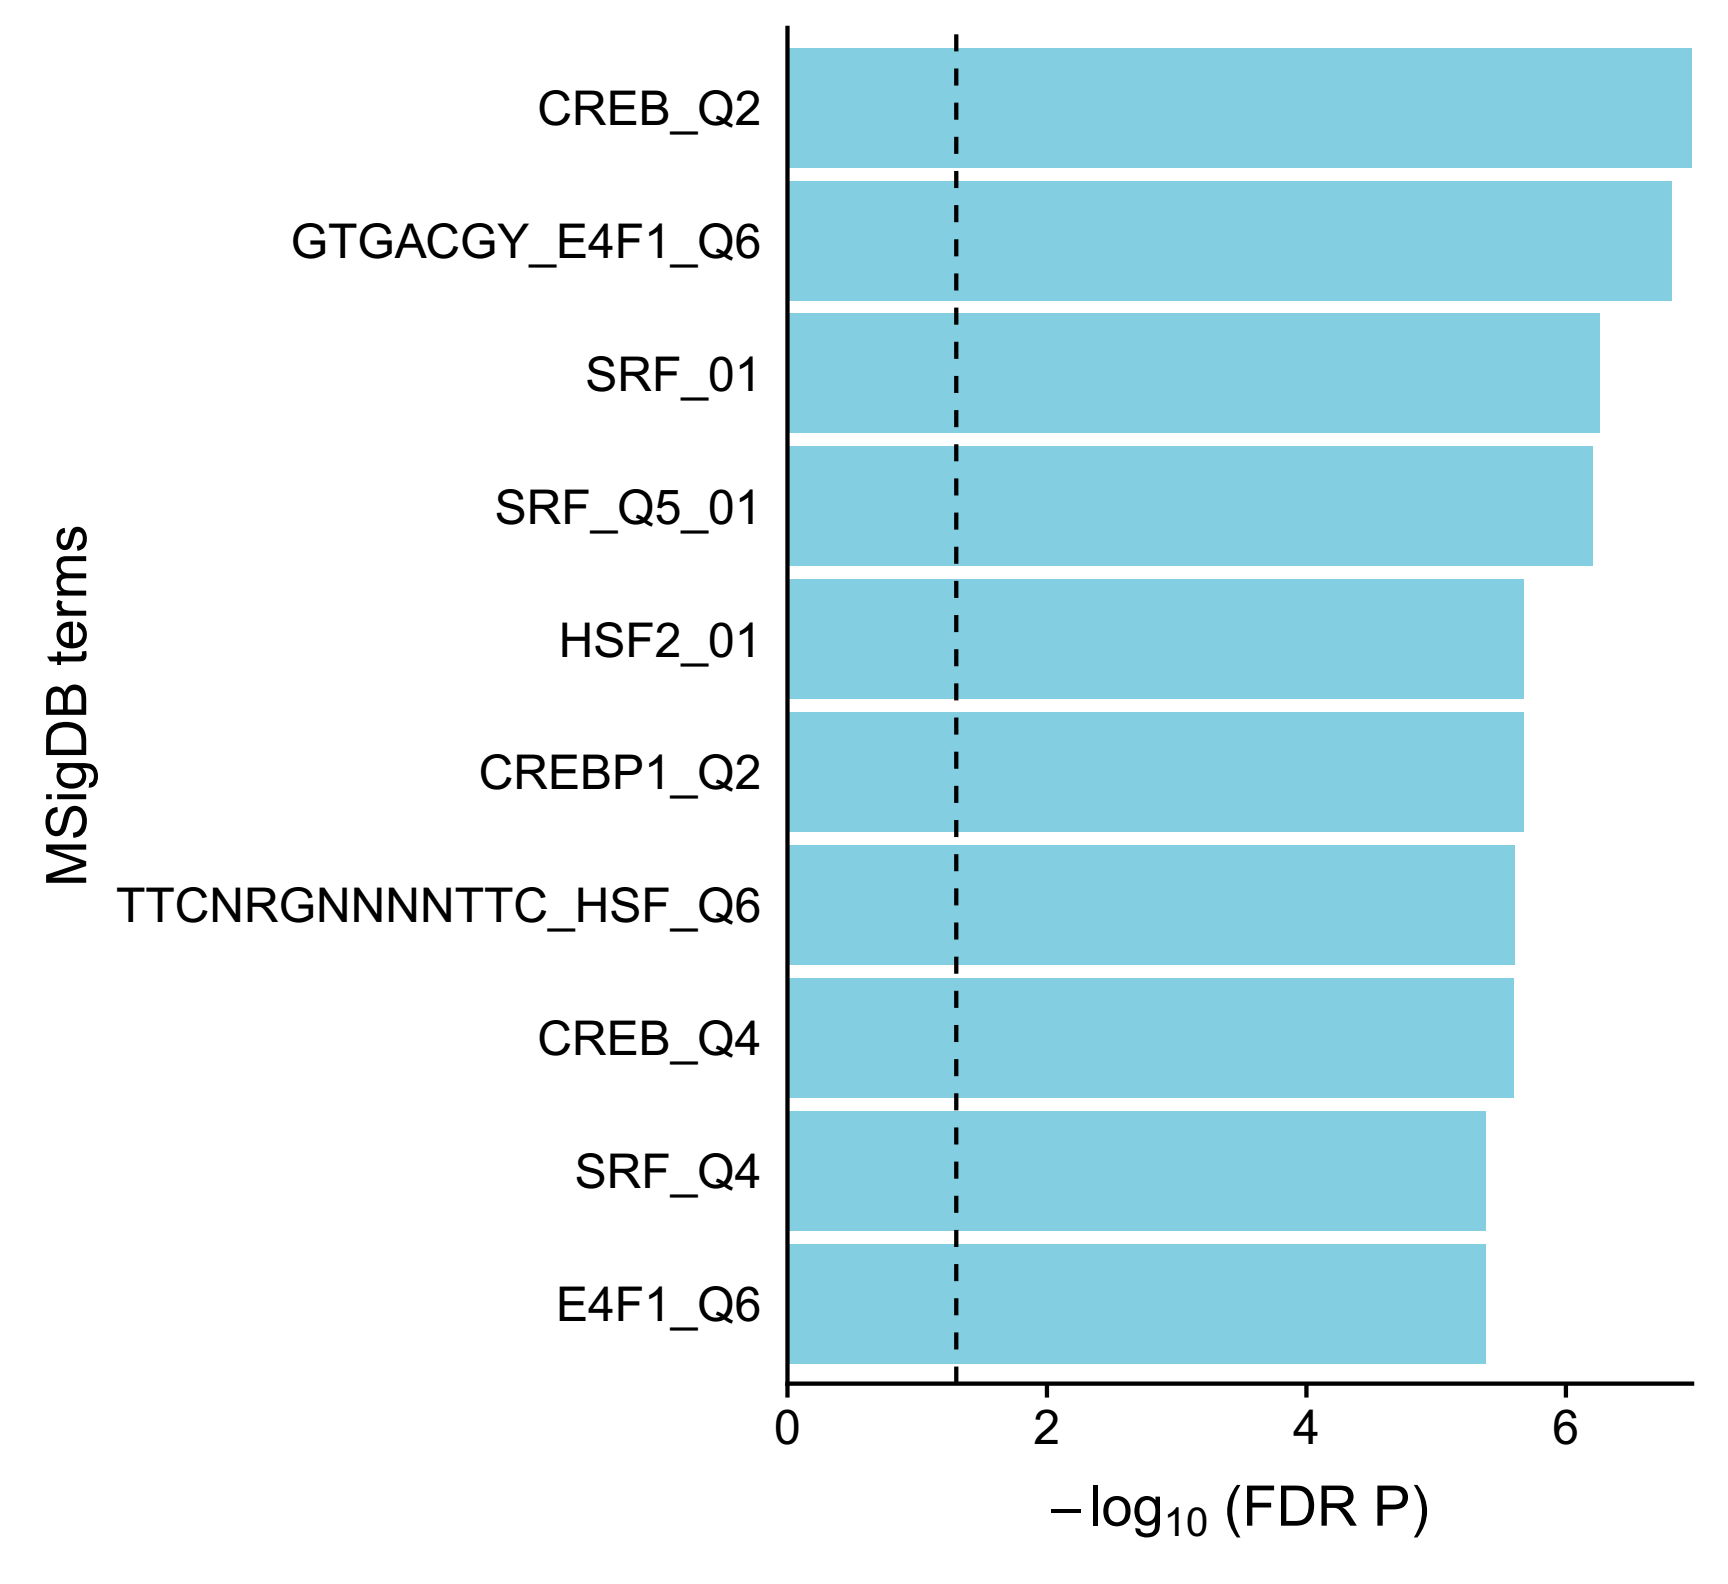 CREB_Q2
GTGACGY_E4F1_Q6
SRF_01
SRF_Q5_01
HSF2_01
CREBP1_Q2
TTCNRGNNNNTTC_HSF_Q6
CREB_Q4
SRF_Q4
E4F1_Q6
MSigDB terms
0 2 4 6
−log₁₀ (FDR P)